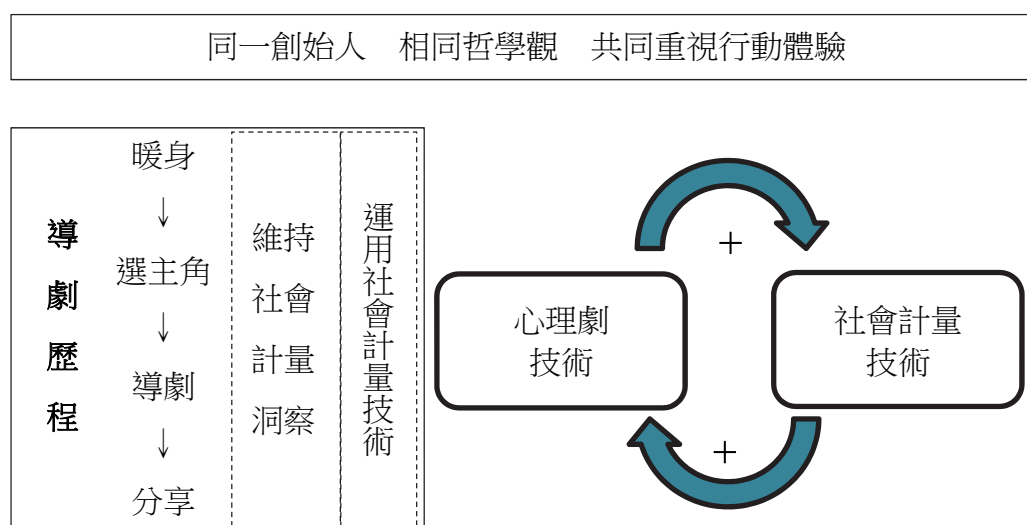 同一創始人　相同哲學觀　共同重視行動體驗
導劇歷程
暖身
↓
選主角
↓
導劇
↓
分享
維持
社會
計量
洞察
運用社會計量技術
+
心理劇
技術
社會計量
技術
+